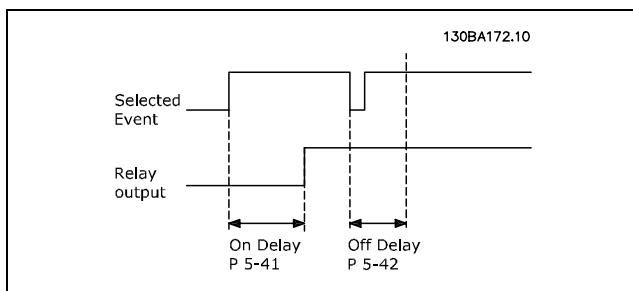 130BA172.10
Selected
Event
Relay
output
On Delay
P 5-41
Off Delay
P 5-42